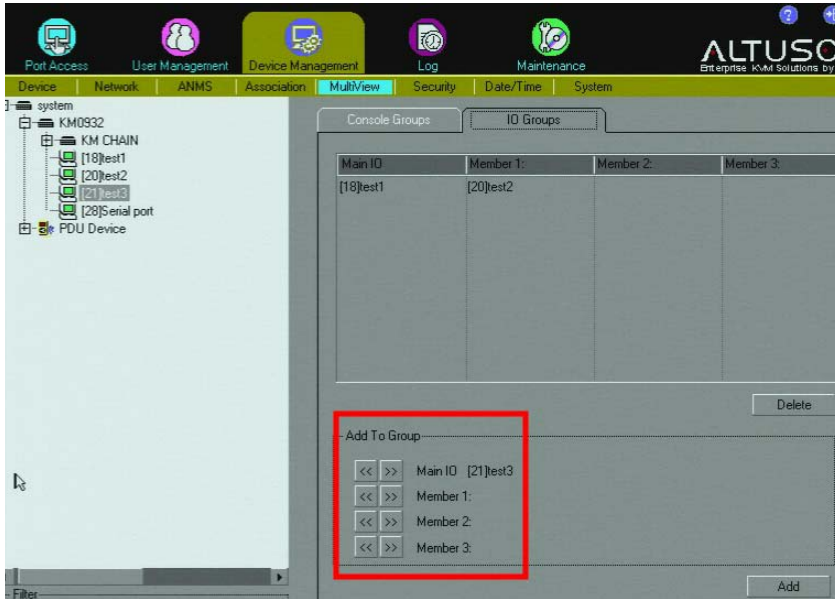 Port Access User Management Device Management Log Maintenance
ALTUSC
Enterprise KVM Solutions by
Device Network ANMS Association MultiView Security Date/Time System
system
KM0932
KM CHAIN
[18]test1
[20]test2
[21]test3
[28]Serial port
PDU Device
Filter
Console Groups IO Groups
Main IO Member 1: Member 2: Member 3:
[18]test1 [20]test2
Delete
Add To Group
<< >> Main IO [21]test3
<< >> Member 1:
<< >> Member 2:
<< >> Member 3:
Add